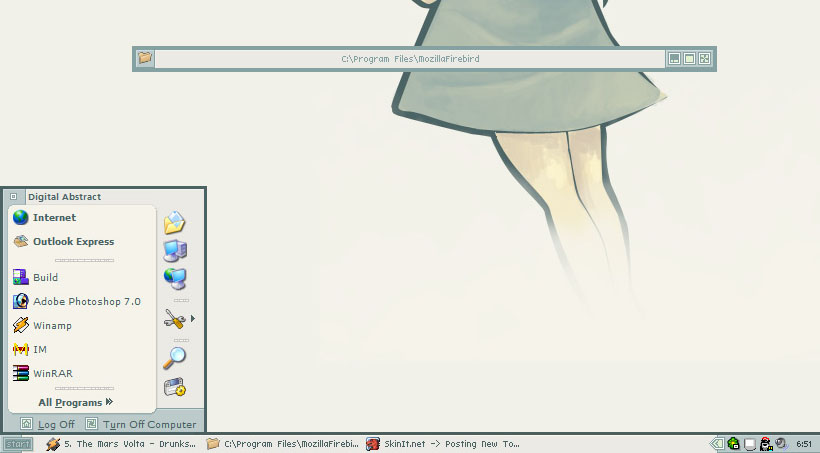 C:\Program Files\MozillaFirebird
Digital Abstract
Internet
Outlook Express
Build
Adobe Photoshop 7.0
Winamp
IM
WinRAR
All Programs
Log Off
Turn Off Computer
start
5. The Mars Volta - Drunks...
C:\Program Files\MozillaFirebi...
SkinIt.net -> Posting New To...
6:51